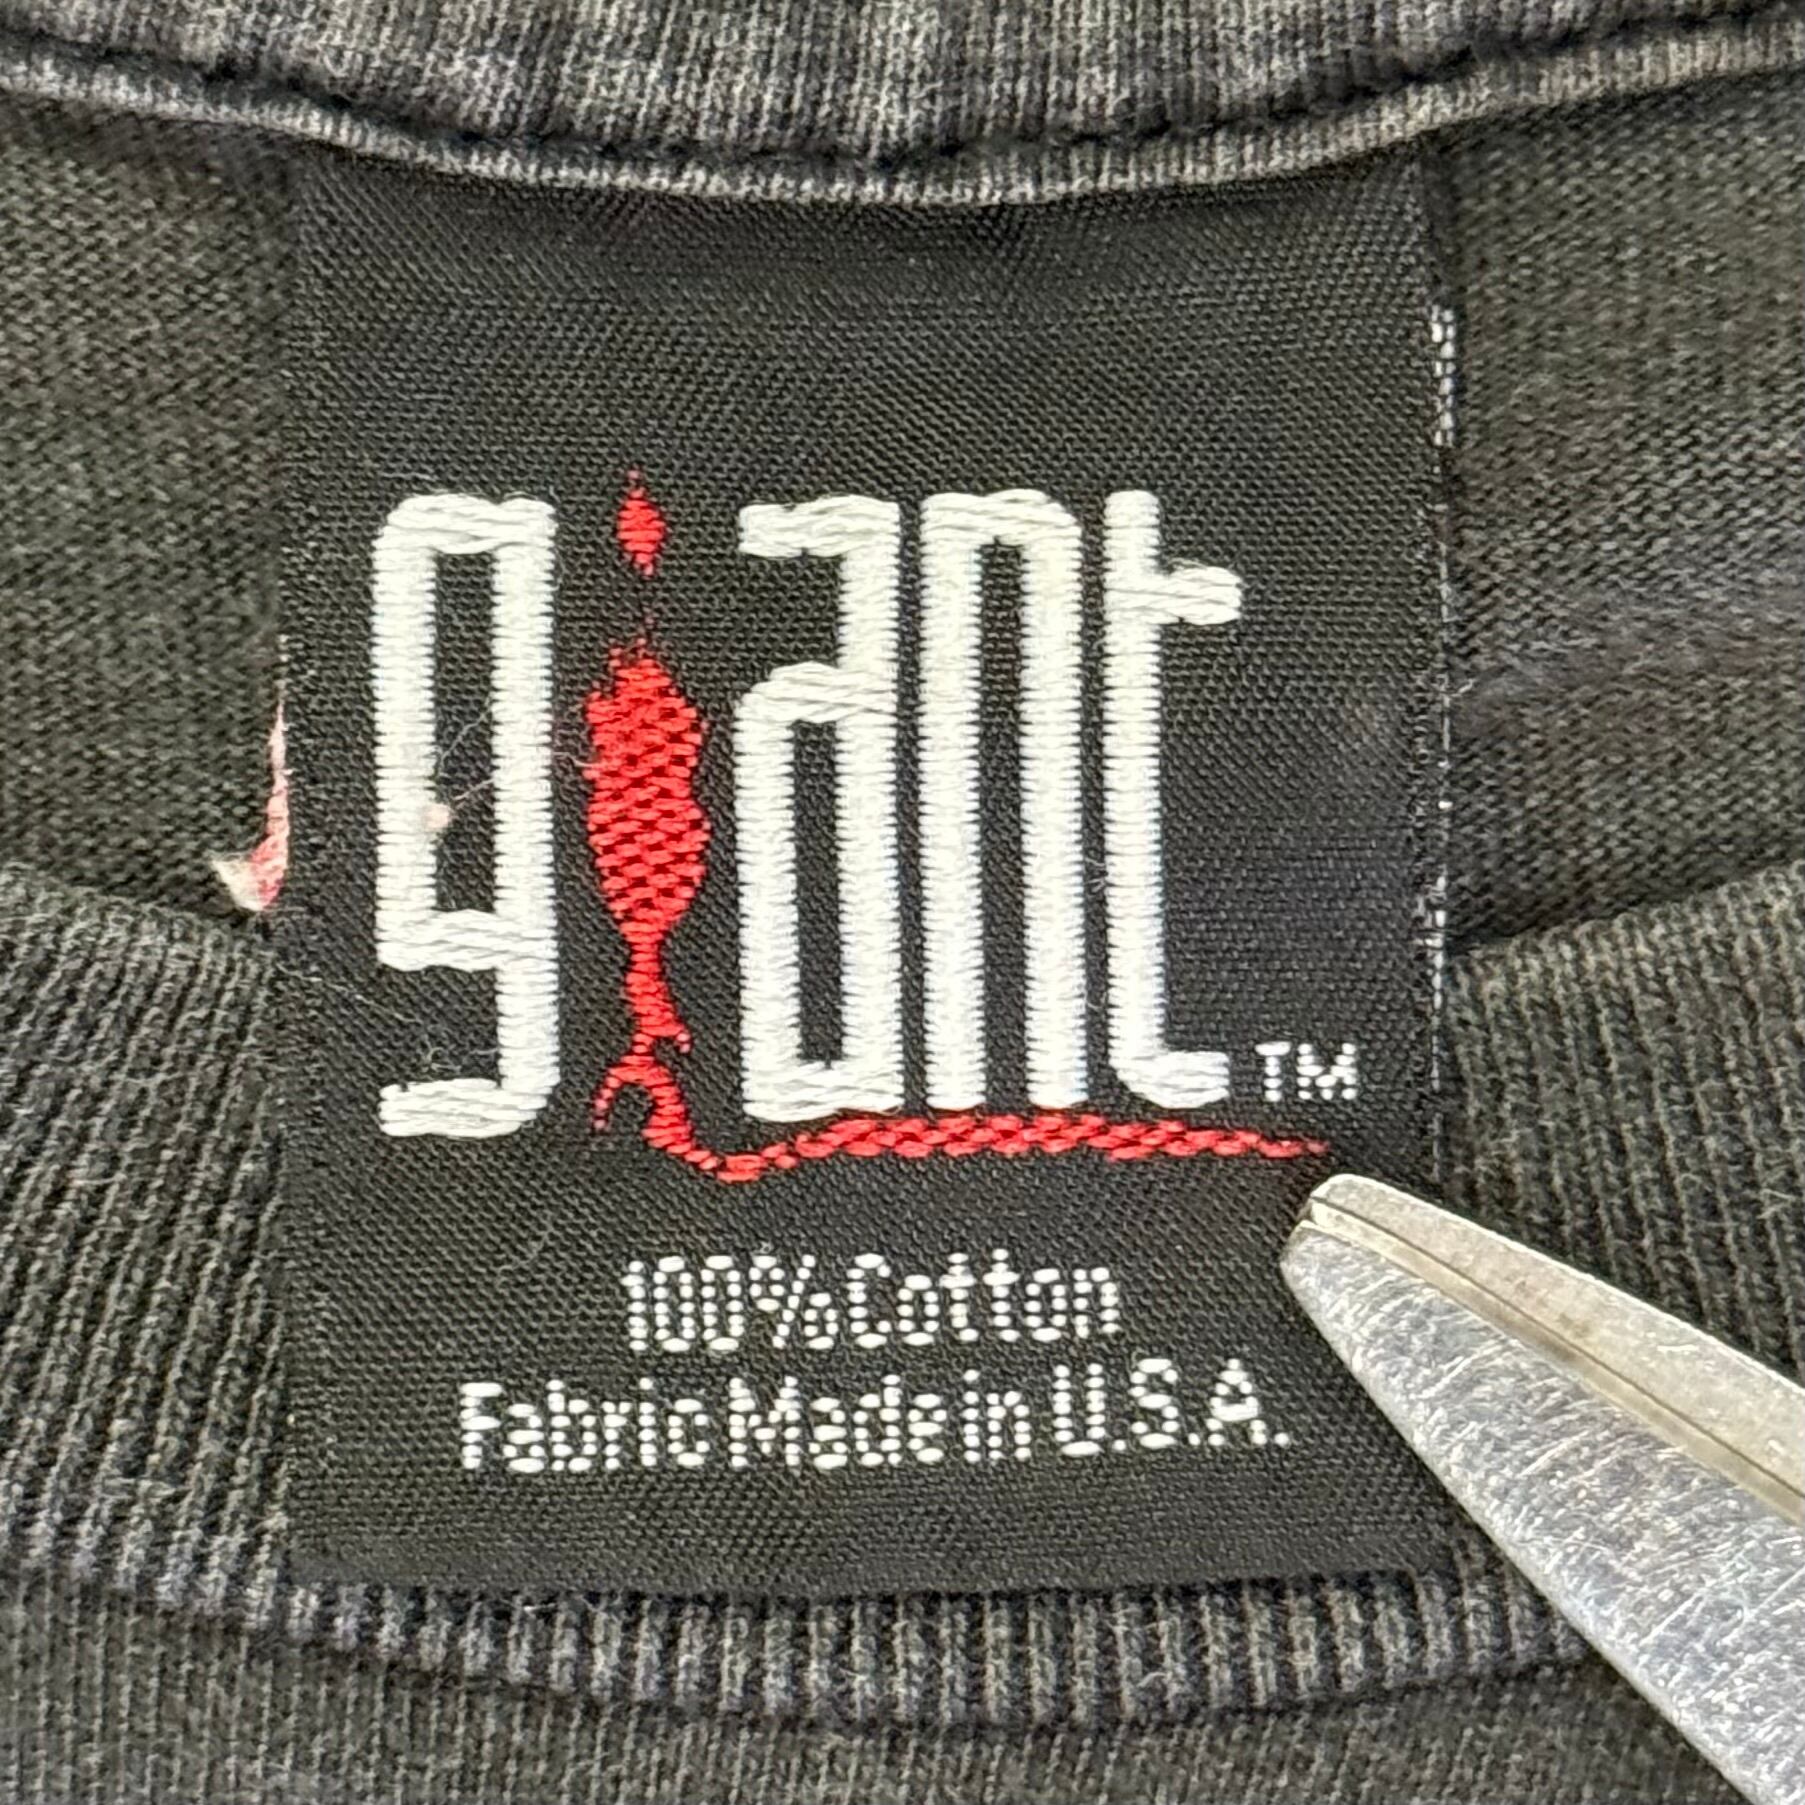 giant™
100% Cotton
Fabric Made in U.S.A.